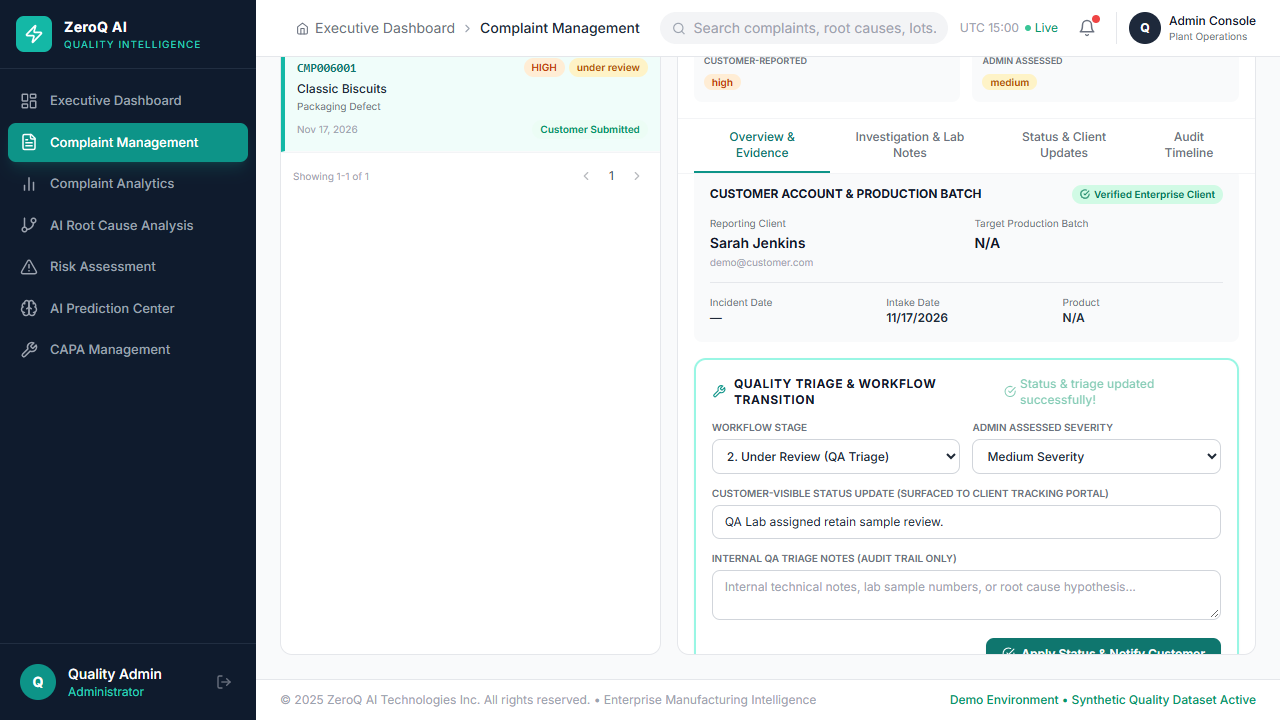 ZeroQ AI
QUALITY INTELLIGENCE
Executive Dashboard
Complaint Management
Complaint Analytics
AI Root Cause Analysis
Risk Assessment
AI Prediction Center
CAPA Management
Q
Quality Admin
Administrator
Executive Dashboard > Complaint Management
Search complaints, root causes, lots.
UTC 15:00 • Live
Q
Admin Console
Plant Operations
CMP006001 HIGH under review
Classic Biscuits
Packaging Defect
Nov 17, 2026 Customer Submitted
Showing 1-1 of 1 1
CUSTOMER-REPORTED
high
ADMIN ASSESSED
medium
Overview & Evidence
Investigation & Lab Notes
Status & Client Updates
Audit Timeline
CUSTOMER ACCOUNT & PRODUCTION BATCH
Verified Enterprise Client
Reporting Client
Sarah Jenkins
demo@customer.com
Target Production Batch
N/A
Incident Date
—
Intake Date
11/17/2026
Product
N/A
QUALITY TRIAGE & WORKFLOW TRANSITION
Status & triage updated successfully!
WORKFLOW STAGE
2. Under Review (QA Triage)
ADMIN ASSESSED SEVERITY
Medium Severity
CUSTOMER-VISIBLE STATUS UPDATE (SURFACED TO CLIENT TRACKING PORTAL)
QA Lab assigned retain sample review.
INTERNAL QA TRIAGE NOTES (AUDIT TRAIL ONLY)
Internal technical notes, lab sample numbers, or root cause hypothesis...
Apply Status & Notify Customer
© 2025 ZeroQ AI Technologies Inc. All rights reserved. • Enterprise Manufacturing Intelligence
Demo Environment • Synthetic Quality Dataset Active